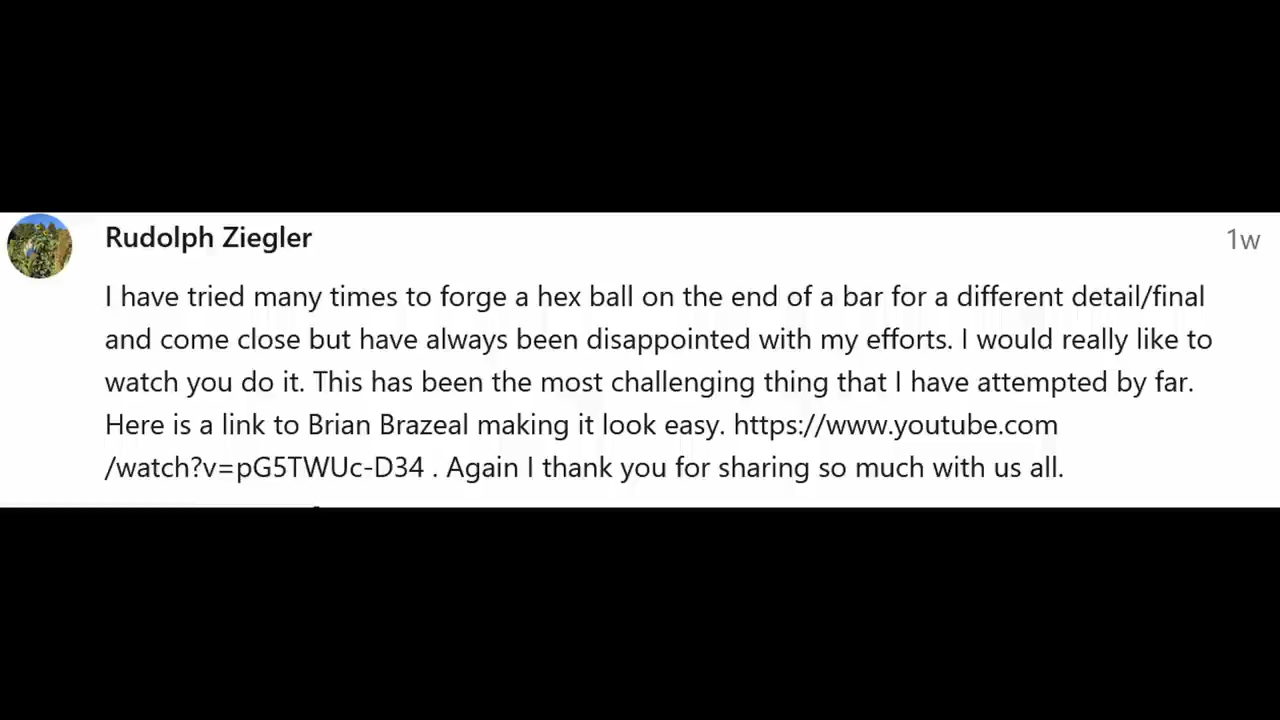 Rudolph Ziegler
1w
I have tried many times to forge a hex ball on the end of a bar for a different detail/final
and come close but have always been disappointed with my efforts. I would really like to
watch you do it. This has been the most challenging thing that I have attempted by far.
Here is a link to Brian Brazeal making it look easy. https://www.youtube.com
/watch?v=pG5TWUc-D34 . Again I thank you for sharing so much with us all.